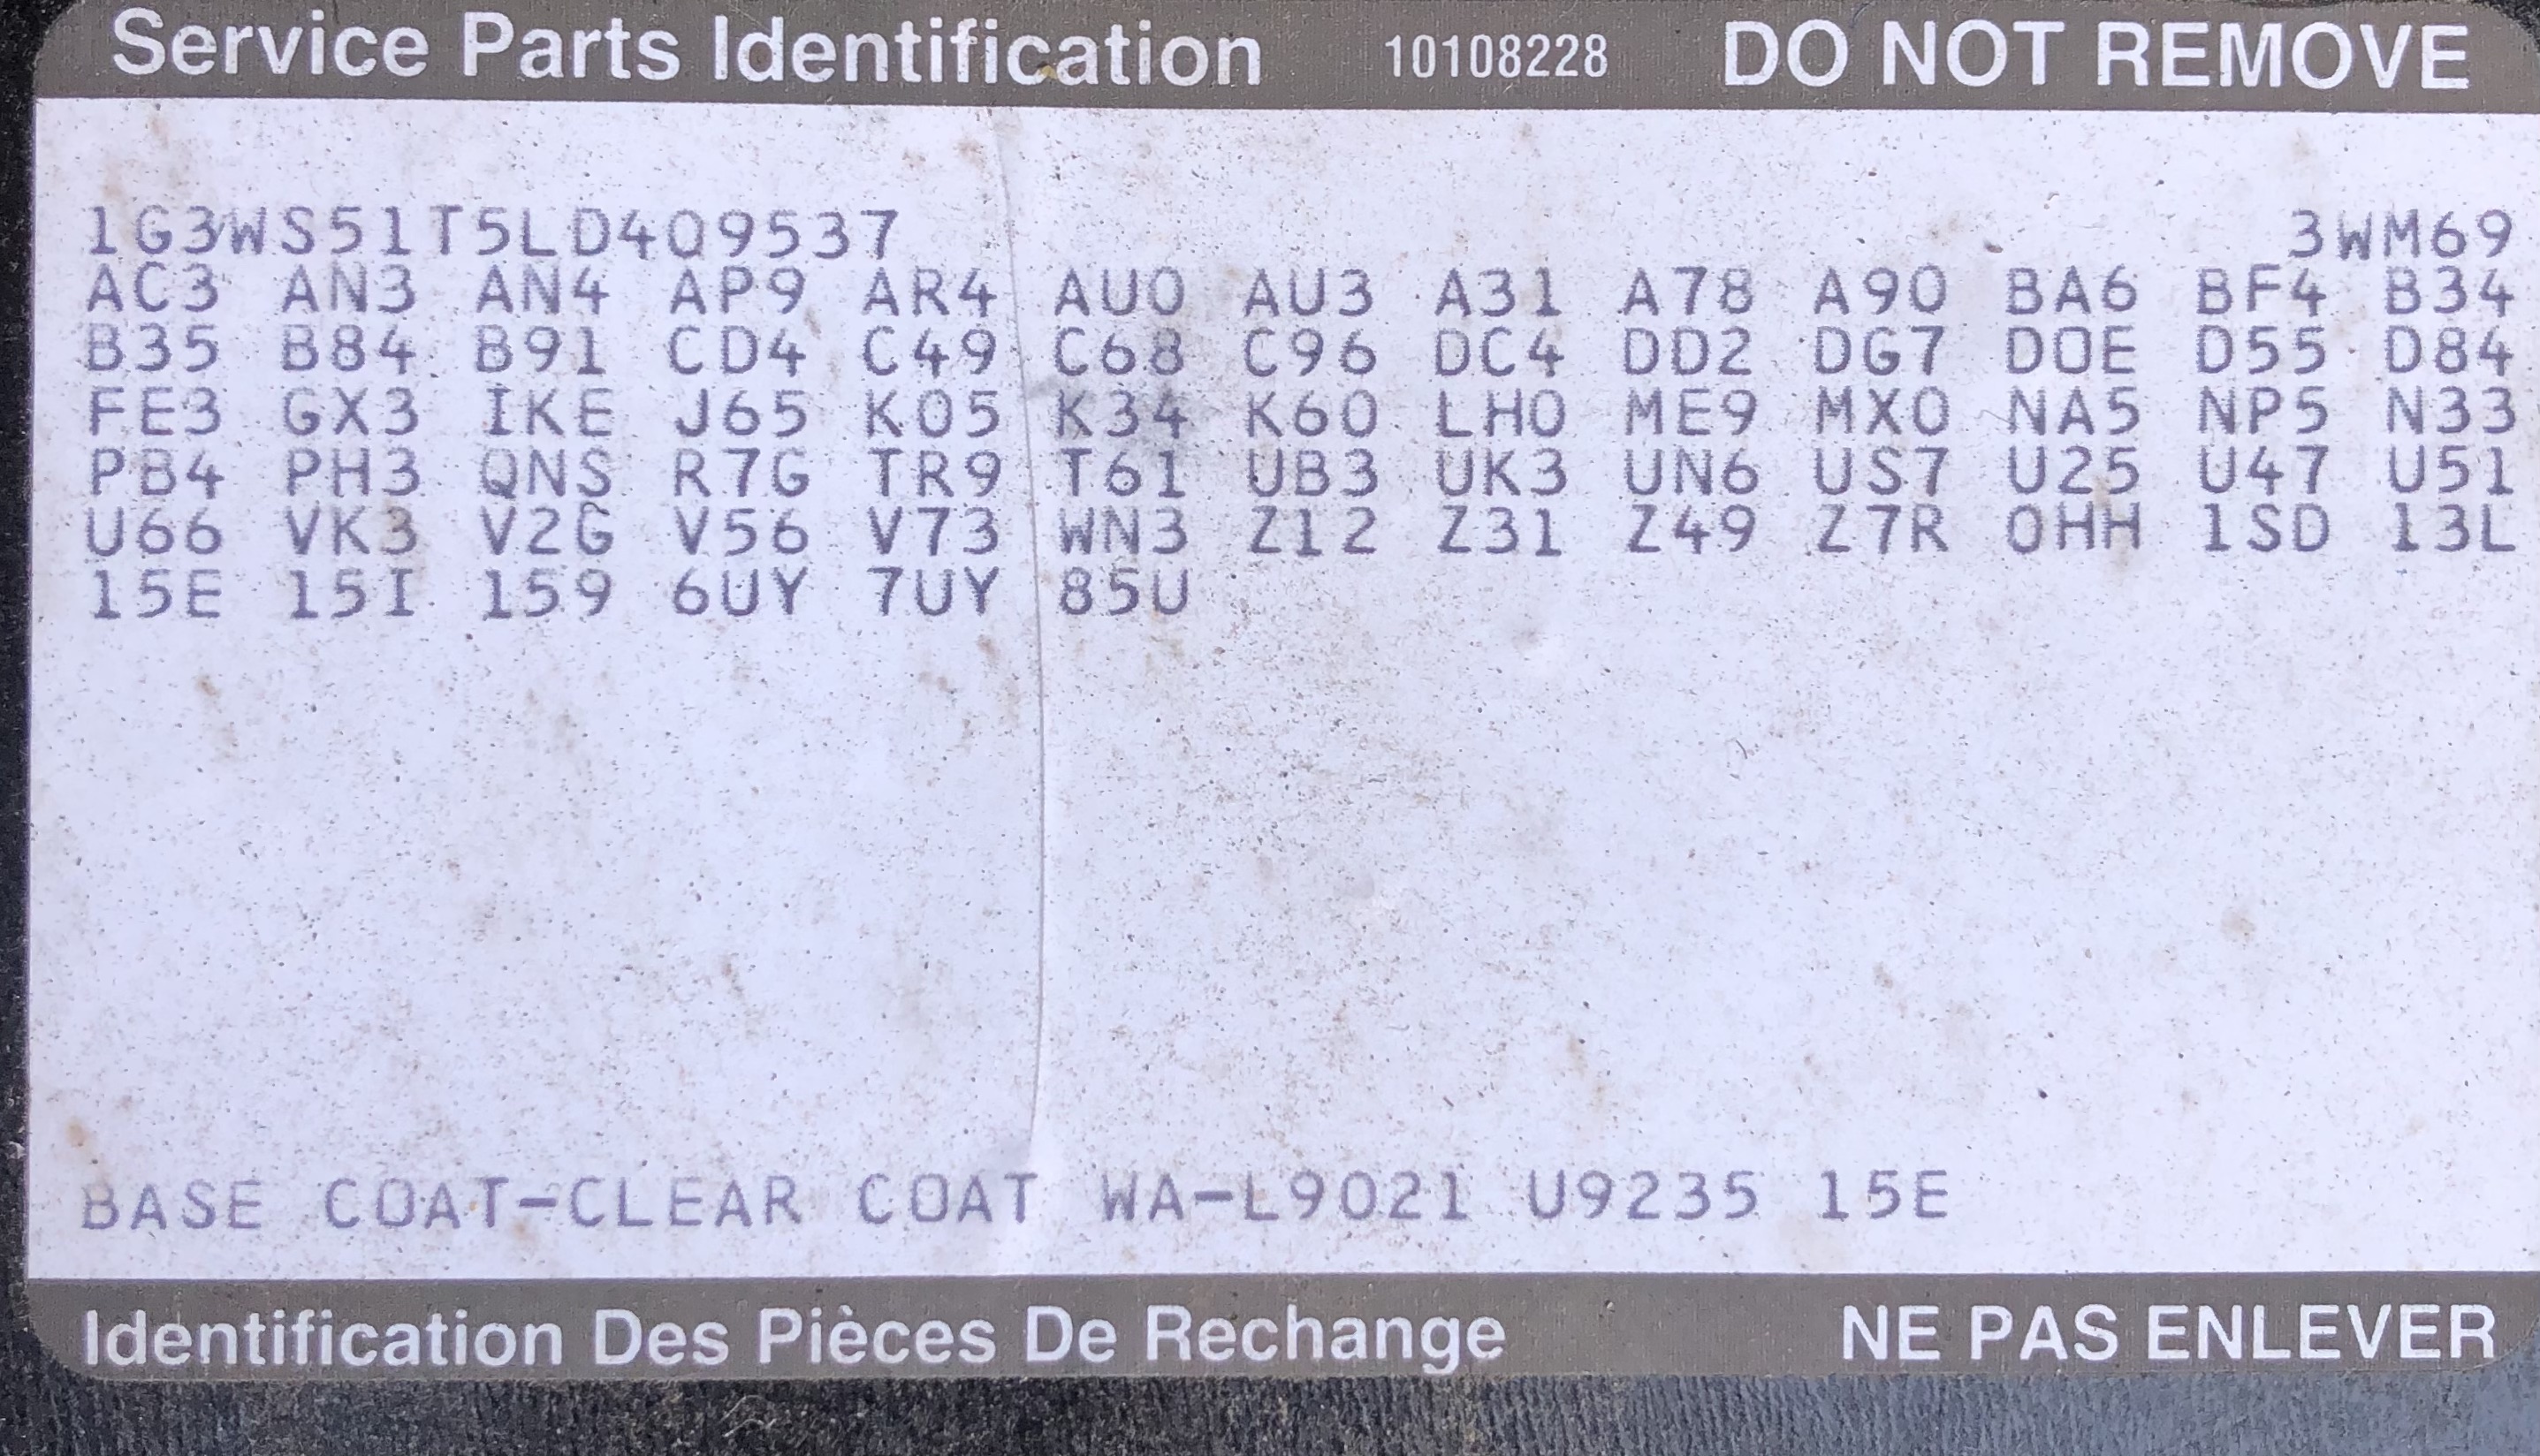 Service Parts Identification 10108228 DO NOT REMOVE
1G3WS51T5LD409537 3WM69
AC3 AN3 AN4 AP9 AR4 AU0 AU3 A31 A78 A90 BA6 BF4 B34
B35 B84 B91 CD4 C49 C68 C96 DC4 DD2 DG7 D0E D55 D84
FE3 GX3 IKE J65 K05 K34 K60 LH0 ME9 MX0 NA5 NP5 N33
PB4 PH3 QNS R7G TR9 T61 UB3 UK3 UN6 US7 U25 U47 U51
U66 VK3 V2G V56 V73 WN3 Z12 Z31 Z49 Z7R 0HH 1SD 13L
15E 15I 159 6UY 7UY 85U
BASE COAT-CLEAR COAT WA-L9021 U9235 15E
Identification Des Pièces De Rechange NE PAS ENLEVER